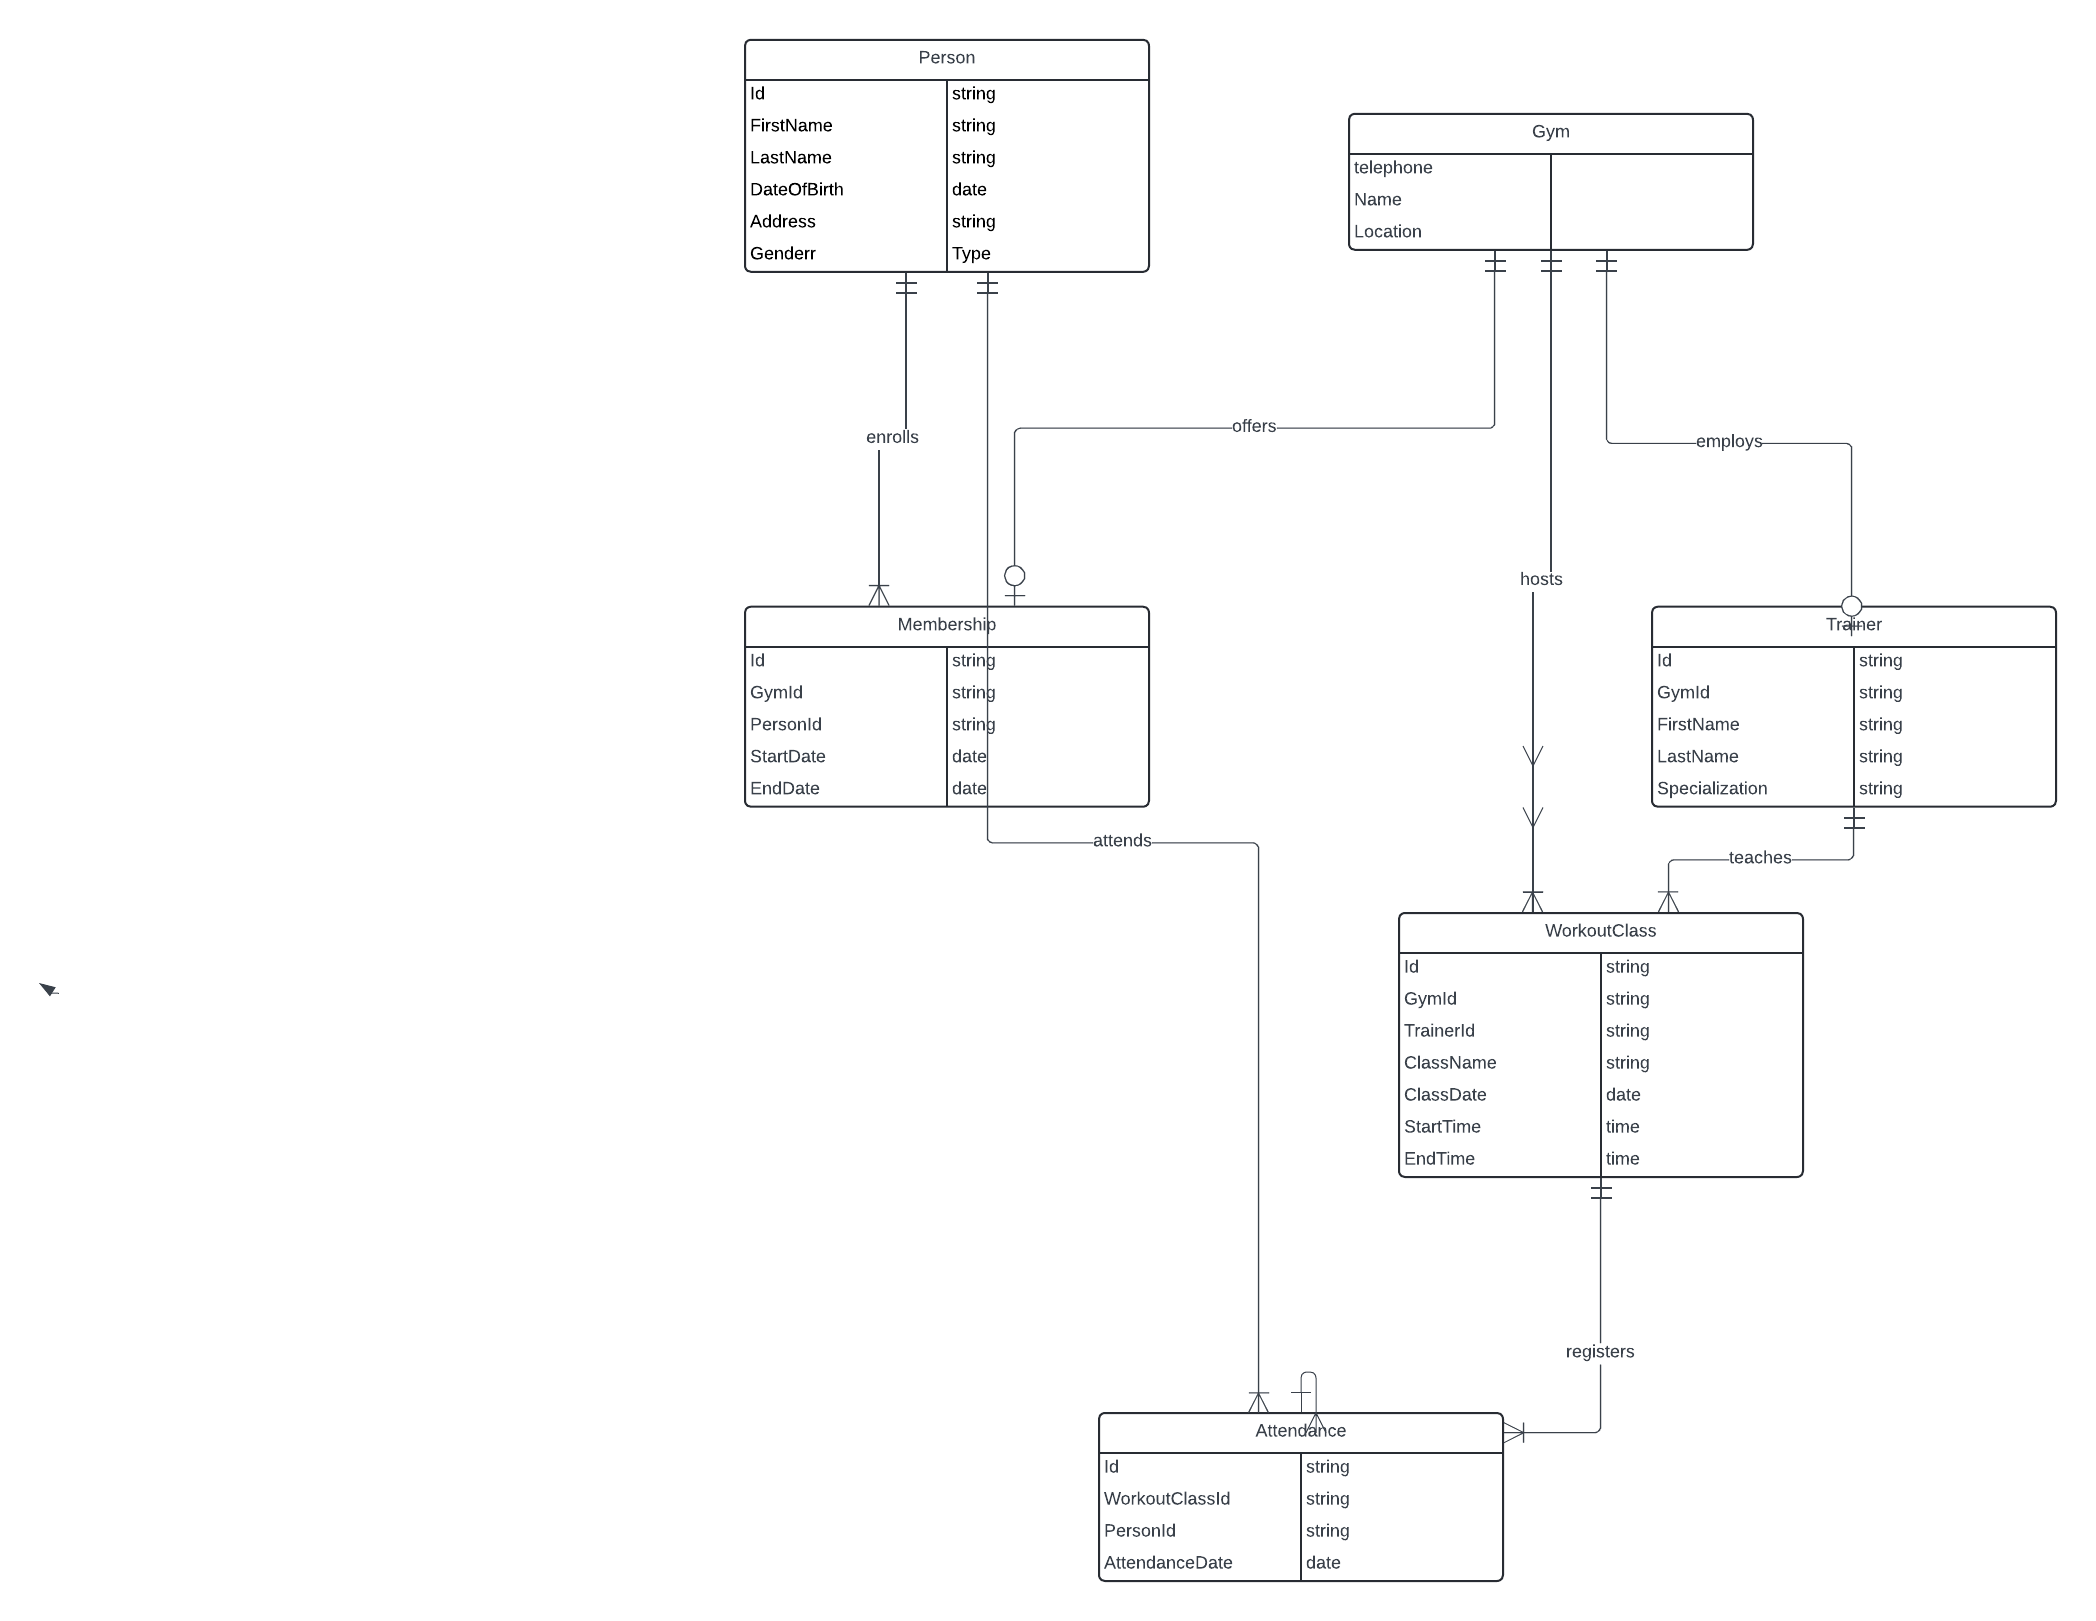 Person
Id string
FirstName string
LastName string
DateOfBirth date
Address string
Genderr Type
Gym
telephone
Name
Location
enrolls
offers
employs
hosts
Membership
Id string
GymId string
PersonId string
StartDate date
EndDate date
Trainer
Id string
GymId string
FirstName string
LastName string
Specialization string
attends
teaches
WorkoutClass
Id string
GymId string
TrainerId string
ClassName string
ClassDate date
StartTime time
EndTime time
registers
Attendance
Id string
WorkoutClassId string
PersonId string
AttendanceDate date